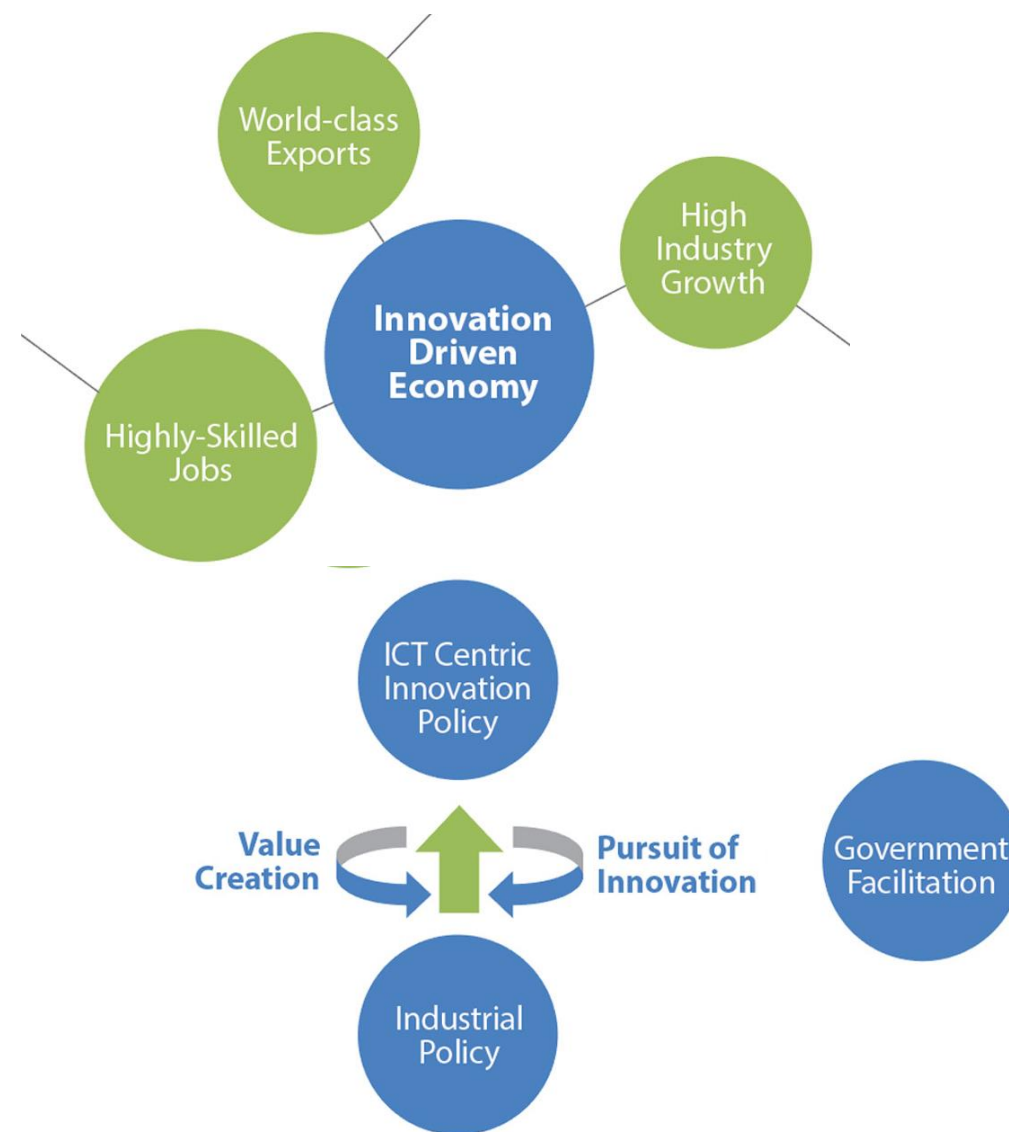 World-class
Exports
High
Industry
Growth
Innovation
Driven
Economy
Highly-Skilled
Jobs
ICT Centric
Innovation
Policy
Value
Creation
Pursuit of
Innovation
Government
Facilitation
Industrial
Policy